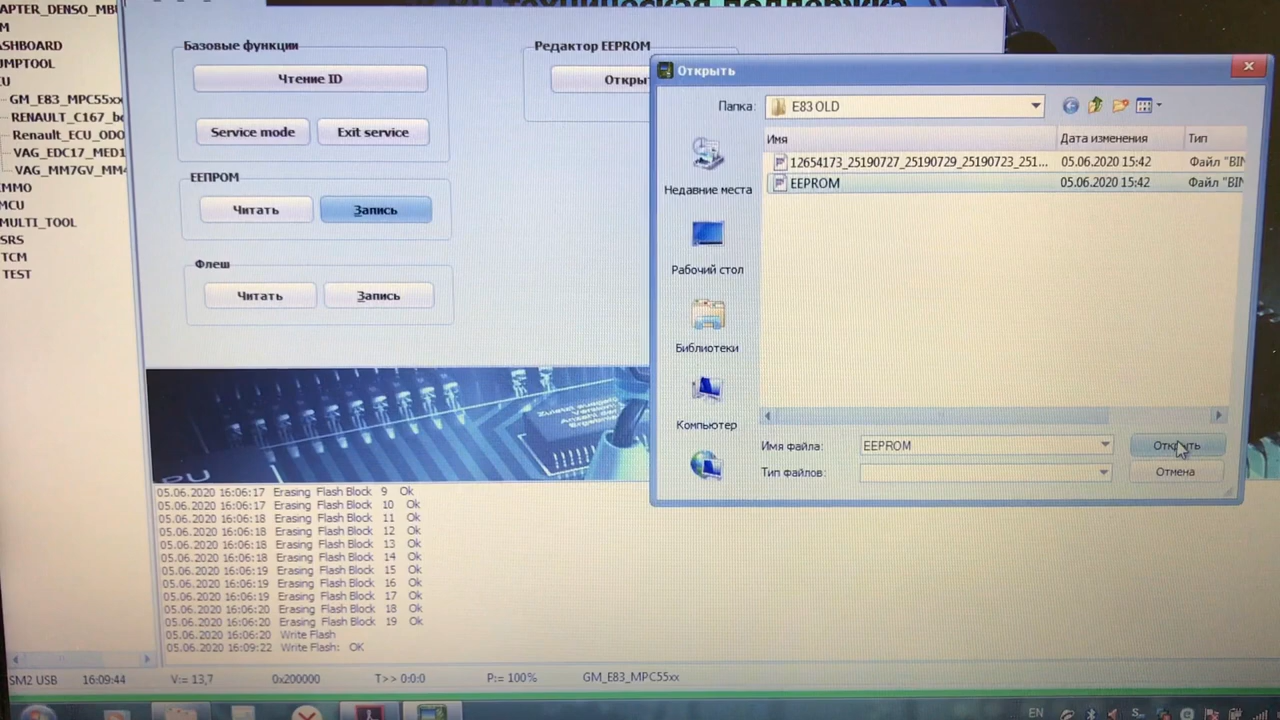 техническая поддержка
APTER_DENSO_MB
M
ASHBOARD
UMPTOOL
CU
GM_E83_MPC55xx
RENAULT_C167_be
Renault_ECU_ODO
VAG_EDC17_MED1
VAG_MM7GV_MM4
IMMO
MCU
MULTI_TOOL
SRS
TCM
TEST
Базовые функции
Чтение ID
Service mode
Exit service
ЕЕПРОМ
Читать
Запись
Флеш
Читать
Запись
Редактор EEPROM
Откры
Открыть
Папка:
E83 OLD
Имя
Дата изменения
Тип
12654173_25190727_25190729_25190723_251...
05.06.2020 15:42
Файл "BIN
EEPROM
05.06.2020 15:42
Файл "BIN
Недавние места
Рабочий стол
Библиотеки
Компьютер
Имя файла:
EEPROM
Открыть
Тип файлов:
Отмена
05.06.2020 16:06:17 Erasing Flash Block 9 Ok
05.06.2020 16:06:17 Erasing Flash Block 10 Ok
05.06.2020 16:06:18 Erasing Flash Block 11 Ok
05.06.2020 16:06:18 Erasing Flash Block 12 Ok
05.06.2020 16:06:18 Erasing Flash Block 13 Ok
05.06.2020 16:06:18 Erasing Flash Block 14 Ok
05.06.2020 16:06:19 Erasing Flash Block 15 Ok
05.06.2020 16:06:19 Erasing Flash Block 16 Ok
05.06.2020 16:06:19 Erasing Flash Block 17 Ok
05.06.2020 16:06:20 Erasing Flash Block 18 Ok
05.06.2020 16:06:20 Erasing Flash Block 19 Ok
05.06.2020 16:06:20 Write Flash
05.06.2020 16:09:22 Write Flash: OK
SM2 USB 16:09:44 V:= 13,7 0x200000 T>> 0:0:0 P:= 100% GM_E83_MPC55xx
EN